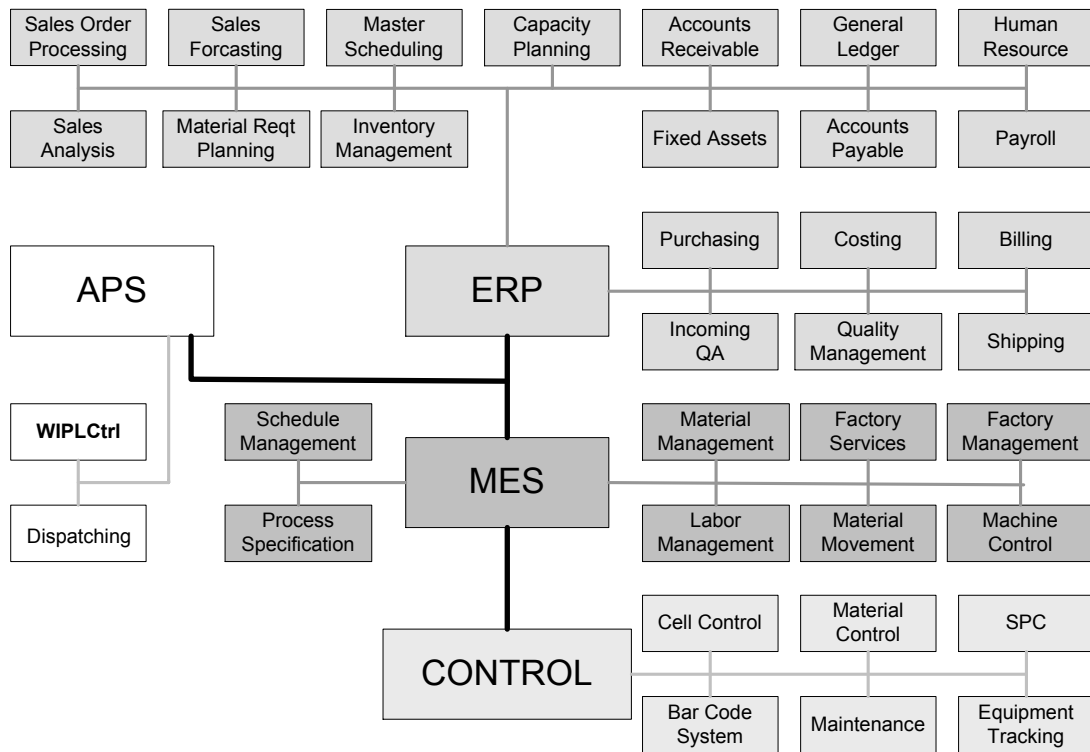 Sales Order
Processing
Sales
Forcasting
Master
Scheduling
Capacity
Planning
Accounts
Receivable
General
Ledger
Human
Resource
Sales
Analysis
Material Reqt
Planning
Inventory
Management
Fixed Assets
Accounts
Payable
Payroll
APS
ERP
Purchasing
Costing
Billing
Incoming
QA
Quality
Management
Shipping
WIPLCtrl
Dispatching
Schedule
Management
Process
Specification
MES
Material
Management
Factory
Services
Factory
Management
Labor
Management
Material
Movement
Machine
Control
CONTROL
Cell Control
Material
Control
SPC
Bar Code
System
Maintenance
Equipment
Tracking